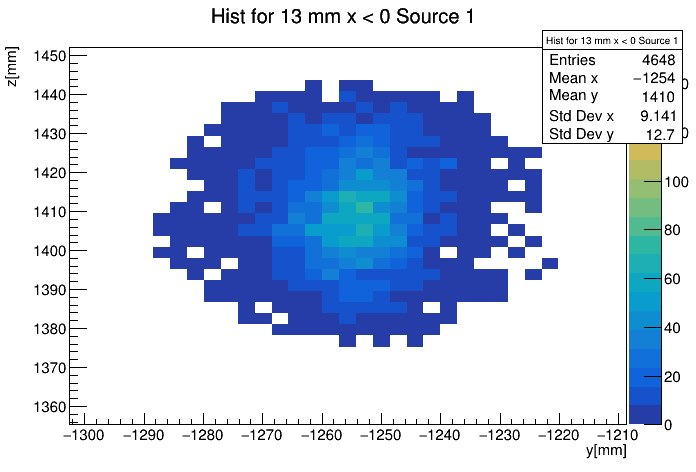 Hist for 13 mm x < 0 Source 1
z[mm]
Hist for 13 mm x < 0 Source 1
Entries 4648
Mean x −1254
Mean y 1410
Std Dev x 9.141
Std Dev y 12.7
1450
1440
1430
1420
1410
1400
1390
1380
1370
1360
100
80
60
40
20
0
−1300 −1290 −1280 −1270 −1260 −1250 −1240 −1230 −1220 −1210
y[mm]